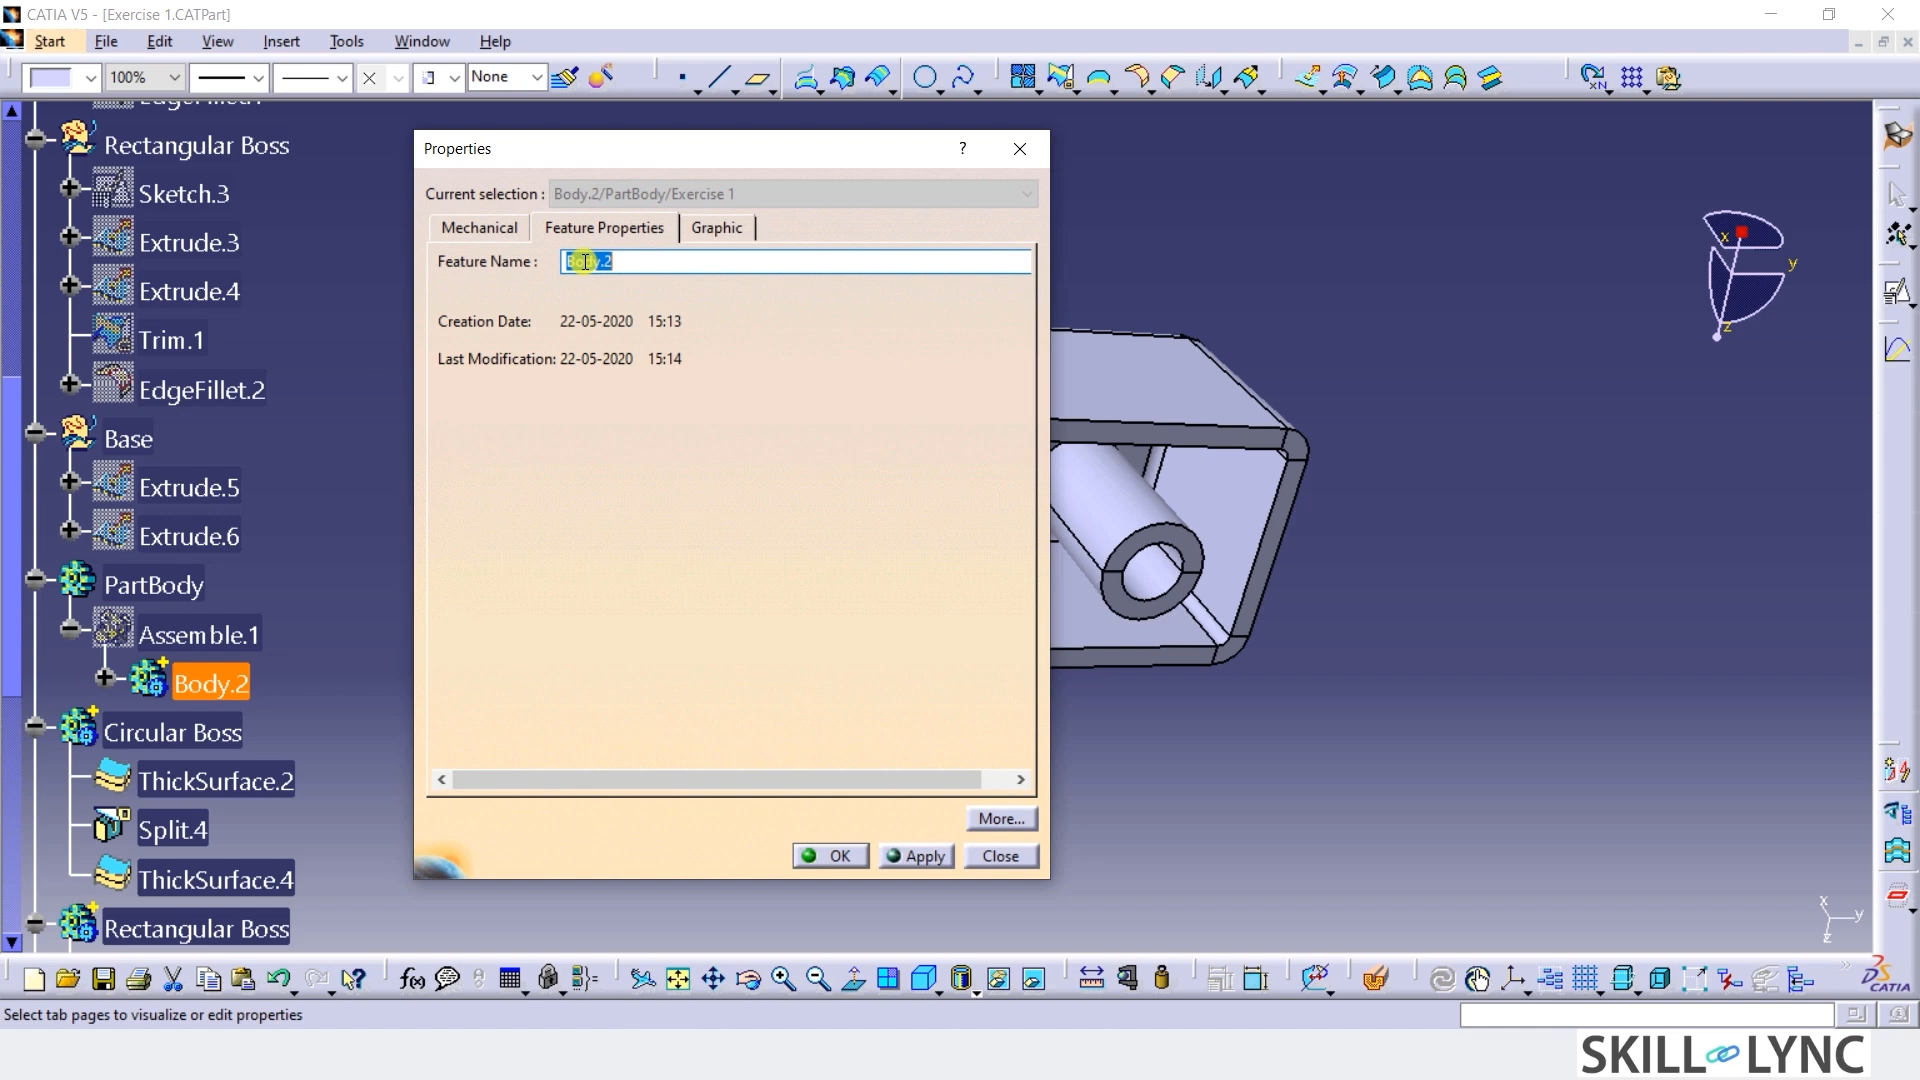 CATIA V5 - [Exercise 1.CATPart]
Start File Edit View Insert Tools Window Help
100% None
Properties ?
Rectangular Boss
Current selection : Body.2/PartBody/Exercise 1
Sketch.3
Mechanical Feature Properties Graphic
Extrude.3
Feature Name : Body.2
Extrude.4
Creation Date: 22-05-2020 15:13
Trim.1
Last Modification: 22-05-2020 15:14
EdgeFillet.2
Base
Extrude.5
Extrude.6
PartBody
Assemble.1
Body.2
Circular Boss
ThickSurface.2
More...
Split.4
OK Apply Close
ThickSurface.4
Rectangular Boss
x
y
z
x
y
z
f(x)
CATIA
Select tab pages to visualize or edit properties
SKILL LYNC